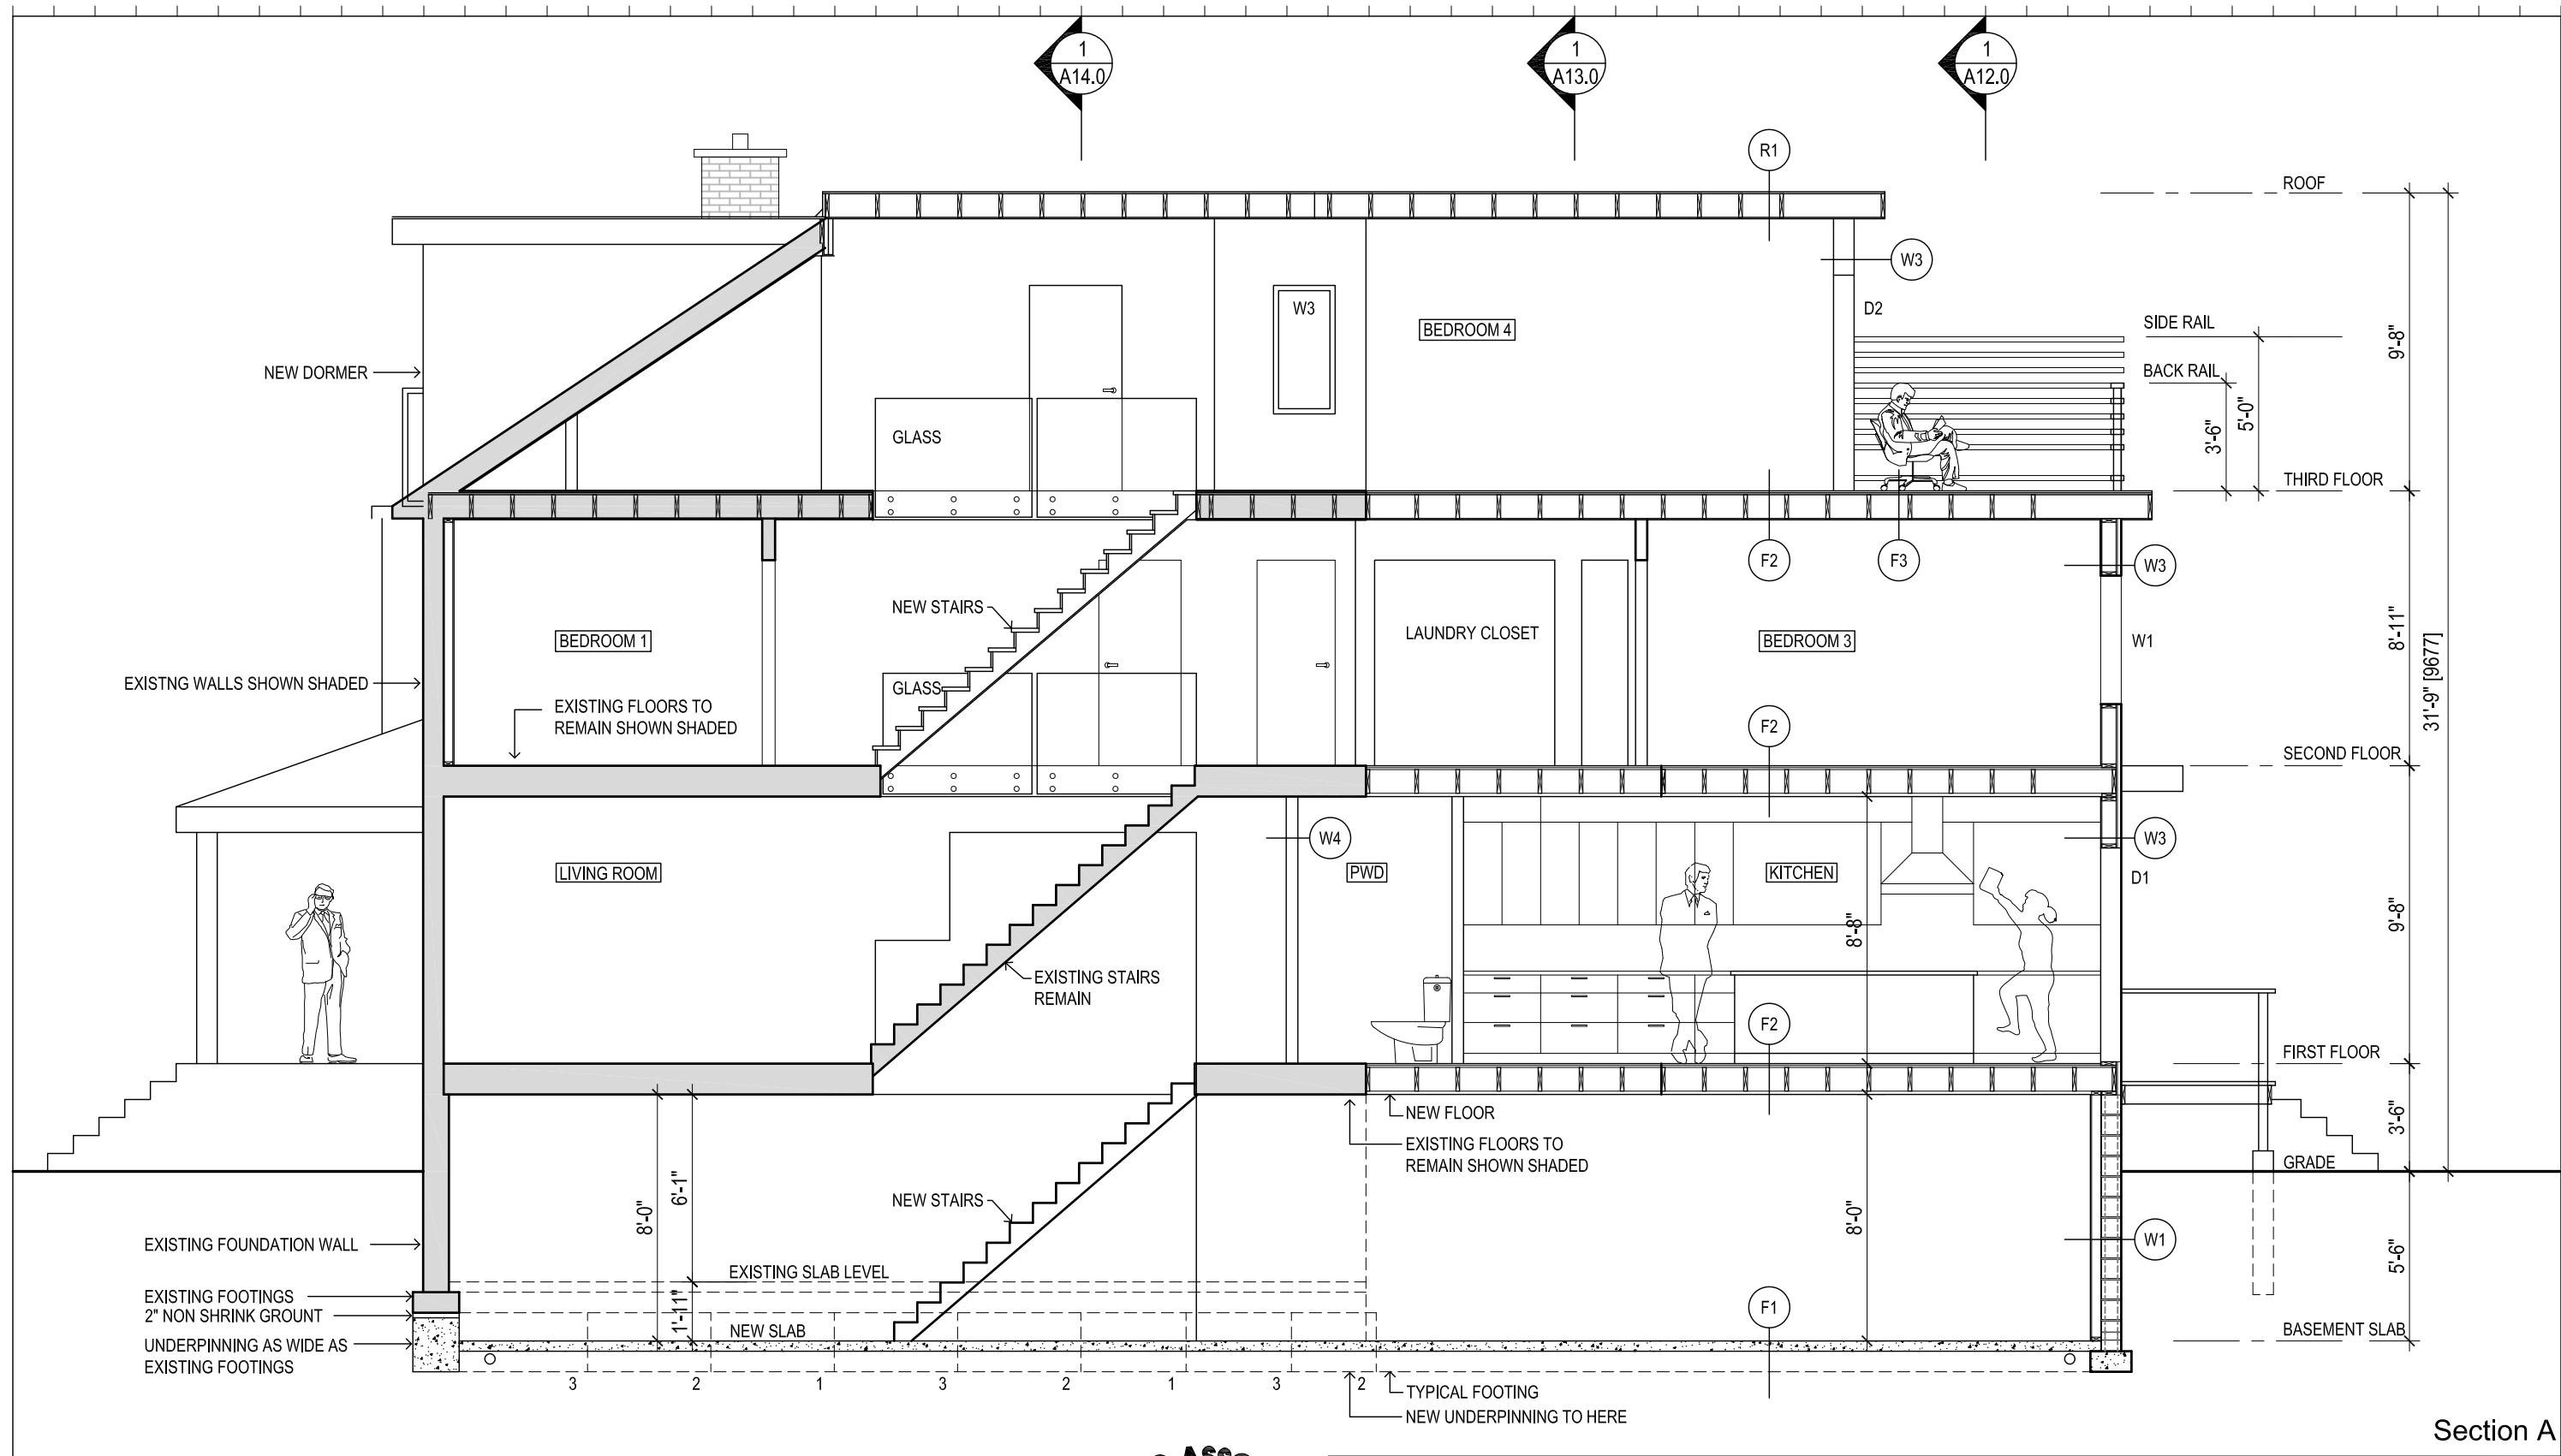 1
A14.0
1
A13.0
1
A12.0
R1
ROOF
W3
W3
D2
BEDROOM 4
SIDE RAIL
9'-8"
NEW DORMER
BACK RAIL
5'-0"
3'-6"
GLASS
THIRD FLOOR
F2
F3
W3
NEW STAIRS
BEDROOM 1
LAUNDRY CLOSET
BEDROOM 3
W1
8'-11"
31'-9" [9677]
EXISTNG WALLS SHOWN SHADED
GLASS
EXISTING FLOORS TO
REMAIN SHOWN SHADED
F2
SECOND FLOOR
W4
W3
LIVING ROOM
PWD
KITCHEN
D1
8'-8"
9'-8"
EXISTING STAIRS
REMAIN
F2
FIRST FLOOR
NEW FLOOR
3'-6"
EXISTING FLOORS TO
REMAIN SHOWN SHADED
GRADE
6'-1"
8'-0"
NEW STAIRS
8'-0"
EXISTING FOUNDATION WALL
W1
5'-6"
EXISTING SLAB LEVEL
EXISTING FOOTINGS
2" NON SHRINK GROUNT
1'-11"
F1
NEW SLAB
BASEMENT SLAB
UNDERPINNING AS WIDE AS
EXISTING FOOTINGS
3 2 1 3 2 1 3 2
TYPICAL FOOTING
NEW UNDERPINNING TO HERE
Section A